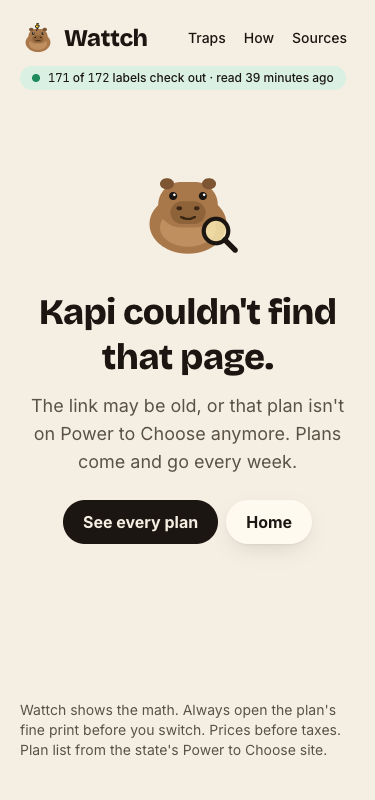 Wattch
Traps How Sources
171 of 172 labels check out · read 39 minutes ago
Kapi couldn't find
that page.
The link may be old, or that plan isn't
on Power to Choose anymore. Plans
come and go every week.
See every plan Home
Wattch shows the math. Always open the plan's
fine print before you switch. Prices before taxes.
Plan list from the state's Power to Choose site.